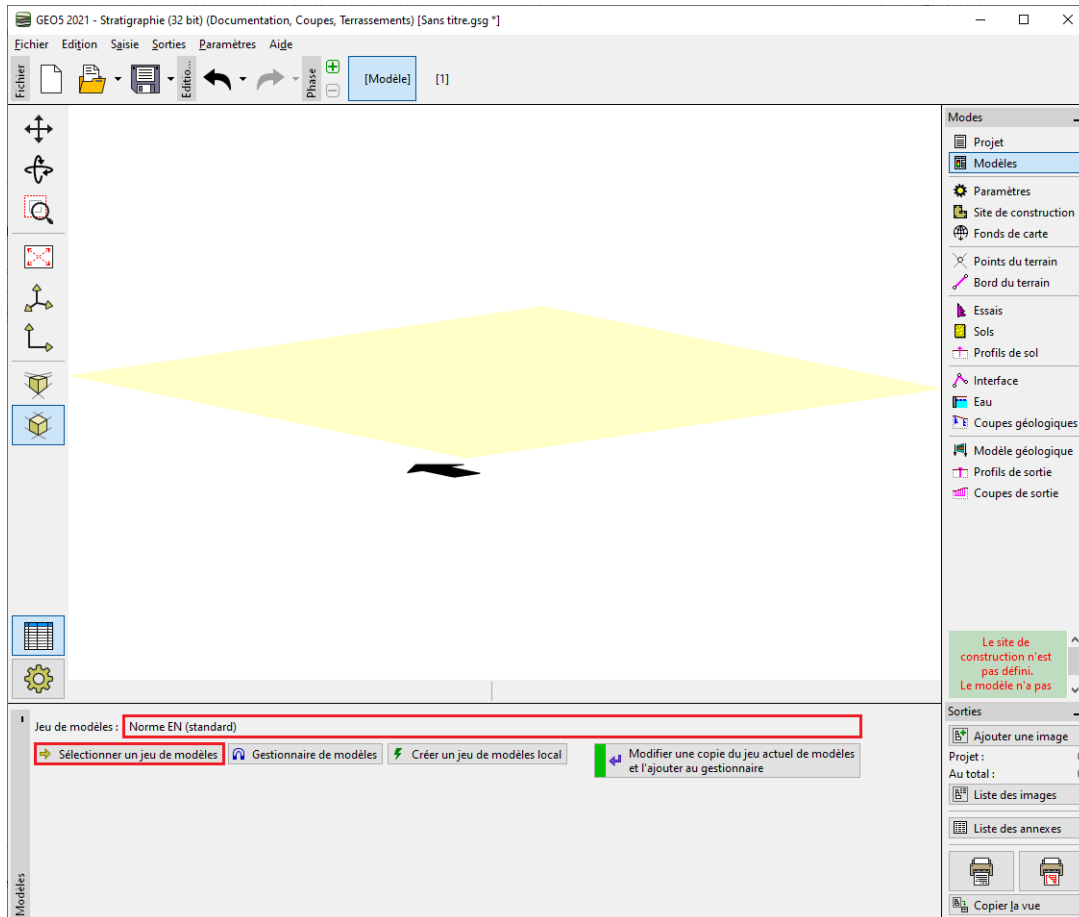 GEO5 2021 - Stratigraphie (32 bit) (Documentation, Coupes, Terrassements) [Sans titre.gsg *]
Fichier Edition Saisie Sorties Paramètres Aide
Fichier
Editio...
Phase
[Modèle]
[1]
Modes
Projet
Modèles
Paramètres
Site de construction
Fonds de carte
Points du terrain
Bord du terrain
Essais
Sols
Profils de sol
Interface
Eau
Coupes géologiques
Modèle géologique
Profils de sortie
Coupes de sortie
Le site de
construction n'est
pas défini.
Le modèle n'a pas
Sorties
Ajouter une image
Projet :
Au total :
Liste des images
Liste des annexes
Copier la vue
Modèles
Jeu de modèles : Norme EN (standard)
Sélectionner un jeu de modèles
Gestionnaire de modèles
Créer un jeu de modèles local
Modifier une copie du jeu actuel de modèles
et l'ajouter au gestionnaire